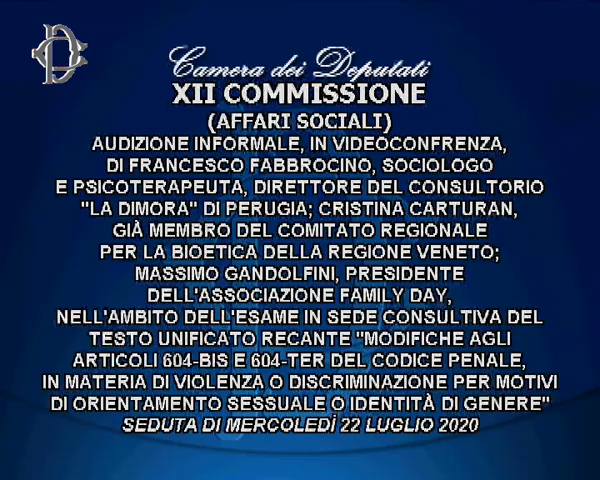 Camera dei Deputati
XII COMMISSIONE
(AFFARI SOCIALI)
AUDIZIONE INFORMALE, IN VIDEOCONFRENZA,
DI FRANCESCO FABBROCINO, SOCIOLOGO
E PSICOTERAPEUTA, DIRETTORE DEL CONSULTORIO
"LA DIMORA" DI PERUGIA; CRISTINA CARTURAN,
GIÀ MEMBRO DEL COMITATO REGIONALE
PER LA BIOETICA DELLA REGIONE VENETO;
MASSIMO GANDOLFINI, PRESIDENTE
DELL'ASSOCIAZIONE FAMILY DAY,
NELL'AMBITO DELL'ESAME IN SEDE CONSULTIVA DEL
TESTO UNIFICATO RECANTE "MODIFICHE AGLI
ARTICOLI 604-BIS E 604-TER DEL CODICE PENALE,
IN MATERIA DI VIOLENZA O DISCRIMINAZIONE PER MOTIVI
DI ORIENTAMENTO SESSUALE O IDENTITÀ DI GENERE"
SEDUTA DI MERCOLEDÌ 22 LUGLIO 2020